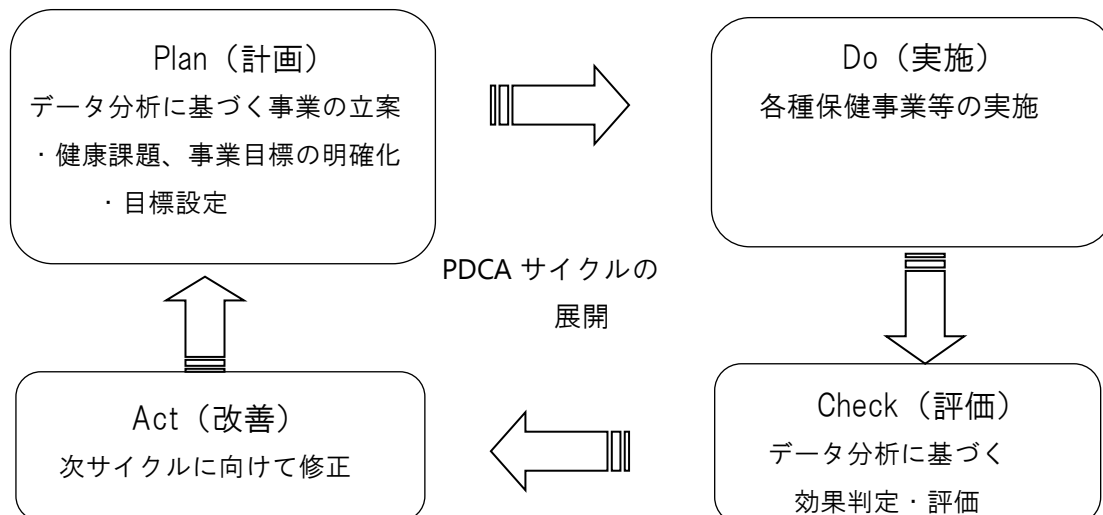 Plan（計画）
データ分析に基づく事業の立案
・健康課題、事業目標の明確化
・目標設定
Do（実施）
各種保健事業等の実施
PDCA サイクルの
展開
Act（改善）
次サイクルに向けて修正
Check（評価）
データ分析に基づく
効果判定・評価